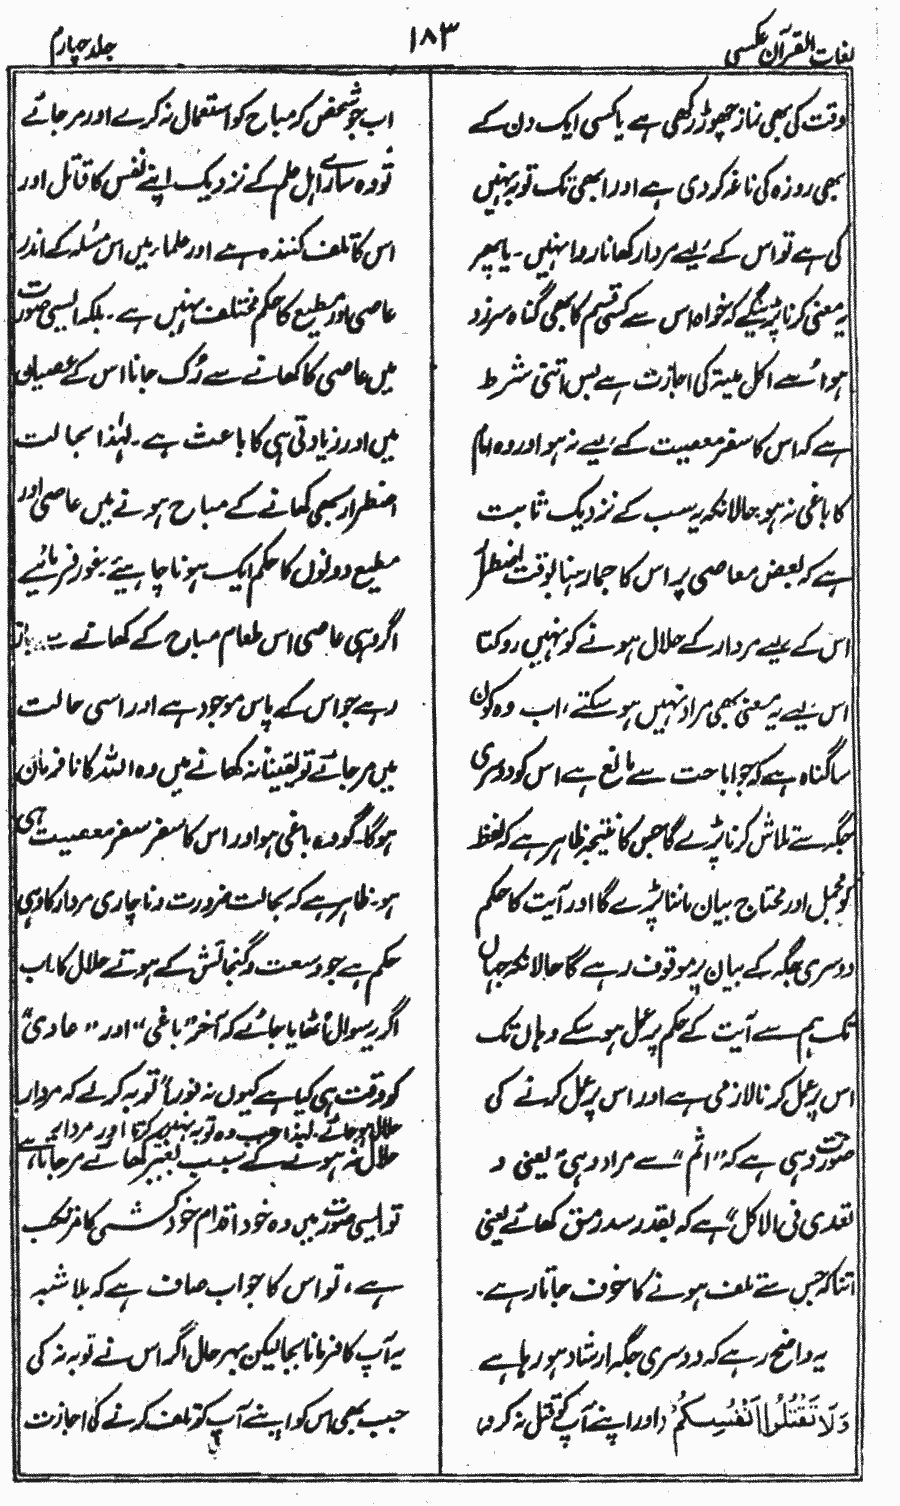 لغات القرآن عکسی
۱۸۳
جلد چہارم
وقت کی بھی نماز چھوڑ رکھی ہے یا کسی ایک دن کے
بھی روزہ کی ناغہ کر دی ہے اور ابھی تک توبہ نہیں
کی ہے تو اس کے لیے مردار کھانا روا نہیں۔ یا پھر
یہ معنی کرنا پڑینگے کہ خواہ اس سے کسی قسم کا بھی گناہ سرزد
ہوا اُسے اکل میتہ کی اجازت ہے بس اتنی شرط
ہے کہ اس کا سفر معصیت کے لیے نہ ہو اور وہ امام
کا باغی نہ ہو حالانکہ یہ سب کے نزدیک ثابت
ہے کہ بعض معاصی پر اس کا جما رہنا بوقت اضطرار
اس کے لیے مردار کے حلال ہونے کو نہیں روکتا
اس لیے یہ معنی بھی مراد نہیں ہو سکتے، اب وہ کون
سا گناہ ہے کہ جو اباحت سے مانع ہے اس کو دوسری
جگہ سے تلاش کرنا پڑے گا جس کا نتیجہ ظاہر ہے کہ لفظ
کو مجمل اور محتاج بیان ماننا پڑے گا اور آیت کا حکم
دوسری جگہ کے بیان پر موقوف رہے گا حالانکہ جہاں
تک ہم سے آیت کے حکم پر عمل ہو سکے وہاں تک
اس پر عمل کرنا لازمی ہے اور اس پر عمل کرنے کی
صورت وہی ہے کہ "اثم" سے مراد وہی، یعنی و
تعدی فی الاکل" ہے کہ بقدر سد رمق کھائے یعنی
اتنا کہ جس سے تلف ہونے کا خوف جاتا رہے۔
یہ واضح رہے کہ دوسری جگہ ارشاد ہو رہا ہے
وَلَا تَقْتُلُوا اَنْفُسَكُمْ (اور اپنے آپ کو قتل نہ کرو)
اب جو شخص کہ مباح کو استعمال نہ کرے اور مر جائے
تو وہ سارے اہل علم کے نزدیک اپنے نفس کا قاتل اور
اس کا تلف کنندہ ہے اور علماء میں اس مسئلہ کے اندر
عاصی اور مطیع کا حکم مختلف نہیں ہے۔ بلکہ ایسی صورت
میں عاصی کا کھانے سے رُک جانا اس کے عصیان
میں اور زیادتی ہی کا باعث ہے۔ لہٰذا بحالت
اضطرار بھی کھانے کے مباح ہونے میں عاصی اور
مطیع دونوں کا حکم ایک ہونا چاہیئے۔ بغور فرمائیے
اگر وہی عاصی اس طعام مباح کے کھانے سے باز
رہے جو اس کے پاس موجود ہے اور اسی حالت
میں مر جائے تو یقیناً نہ کھانے میں وہ اللہ کا نافرمان
ہوگا۔ گو وہ باغی ہو اور اس کا سفر سفر معصیت ہی
ہو۔ ظاہر ہے کہ بحالت ضرورت و ناچاری مردار کا وہی
حکم ہے جو وسعت و گنجائش کے ہوتے حلال کا اب
اگر یہ سوال اُٹھایا جائے کہ آخر "باغی" اور "عادی"
کو دقت ہی کیا ہے کیوں نہ فوراً توبہ کر لے کہ مردار
حلال ہو جائے۔ لہٰذا جب وہ توبہ نہیں کرتا اور مردار کے
حلال نہ ہونے کے سبب بغیر کھائے مر جاتا ہے،
تو ایسی صورت میں وہ خود اقدام خود کشی کا مرتکب
ہے، تو اس کا جواب صاف ہے کہ بلا شبہ
یہ آپ کا فرمانا بجا لیکن بہر حال اگر اس نے توبہ نہ کی
جب بھی اس کو اپنے آپ کو تلف کرنے کی اجازت